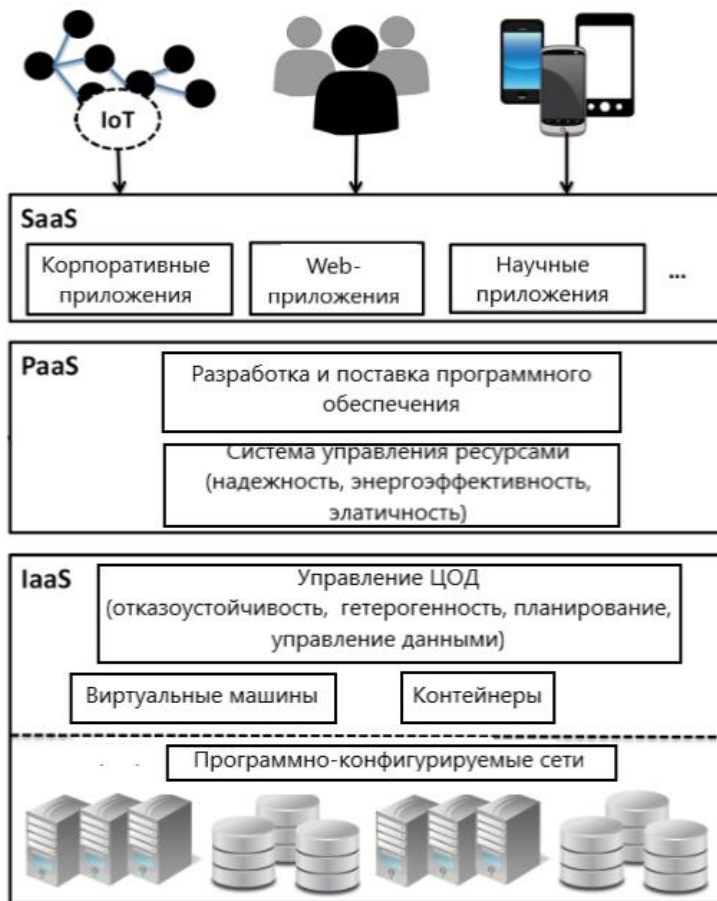 IoT
SaaS
Корпоративные
приложения
Web-
приложения
Научные
приложения
...
PaaS
Разработка и поставка программного
обеспечения
Система управления ресурсами
(надежность, энергоэффективность,
элатичность)
IaaS
Управление ЦОД
(отказоустойчивость, гетерогенность, планирование,
управление данными)
Виртуальные машины
Контейнеры
Программно-конфигурируемые сети